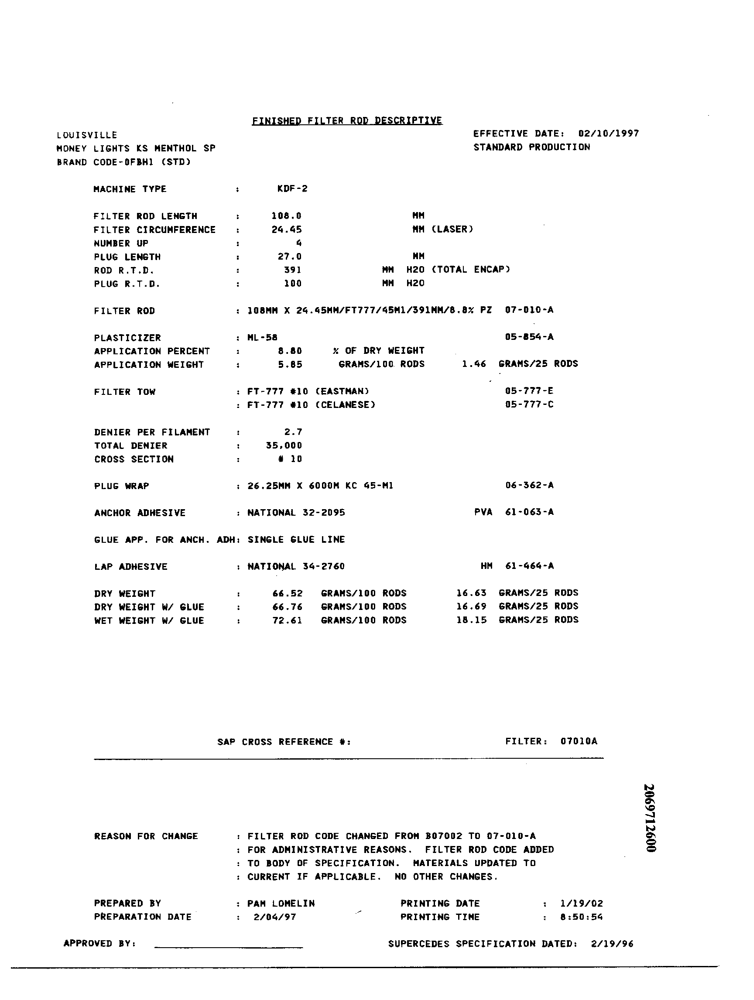 FINISHED FILTER ROD DESCRIPTIVE
LOUISVILLE EFFECTIVE DATE: 02/10/1997
MONEY LIGHTS KS MENTHOL SP STANDARD PRODUCTION
BRAND CODE-0FBH1 (STD)
MACHINE TYPE : KDF-2
FILTER ROD LENGTH : 108.0 MM
FILTER CIRCUMFERENCE : 24.45 MM (LASER)
NUMBER UP : 4
PLUG LENGTH : 27.0 MM
ROD R.T.D. : 391 MM H2O (TOTAL ENCAP)
PLUG R.T.D. : 100 MM H2O
FILTER ROD : 108MM X 24.45MM/FT777/45M1/391MM/8.8% PZ 07-010-A
PLASTICIZER : ML-58 05-854-A
APPLICATION PERCENT : 8.80 % OF DRY WEIGHT
APPLICATION WEIGHT : 5.85 GRAMS/100 RODS 1.46 GRAMS/25 RODS
FILTER TOW : FT-777 #10 (EASTMAN) 05-777-E
: FT-777 #10 (CELANESE) 05-777-C
DENIER PER FILAMENT : 2.7
TOTAL DENIER : 35,000
CROSS SECTION : # 10
PLUG WRAP : 26.25MM X 6000M KC 45-M1 06-362-A
ANCHOR ADHESIVE : NATIONAL 32-2095 PVA 61-063-A
GLUE APP. FOR ANCH. ADH: SINGLE GLUE LINE
LAP ADHESIVE : NATIONAL 34-2760 HM 61-464-A
DRY WEIGHT : 66.52 GRAMS/100 RODS 16.63 GRAMS/25 RODS
DRY WEIGHT W/ GLUE : 66.76 GRAMS/100 RODS 16.69 GRAMS/25 RODS
WET WEIGHT W/ GLUE : 72.61 GRAMS/100 RODS 18.15 GRAMS/25 RODS
SAP CROSS REFERENCE #: FILTER: 07010A
2069712600
REASON FOR CHANGE : FILTER ROD CODE CHANGED FROM B07002 TO 07-010-A
: FOR ADMINISTRATIVE REASONS. FILTER ROD CODE ADDED
: TO BODY OF SPECIFICATION. MATERIALS UPDATED TO
: CURRENT IF APPLICABLE. NO OTHER CHANGES.
PREPARED BY : PAM LOMELIN PRINTING DATE : 1/19/02
PREPARATION DATE : 2/04/97 PRINTING TIME : 8:50:54
APPROVED BY: SUPERCEDES SPECIFICATION DATED: 2/19/96